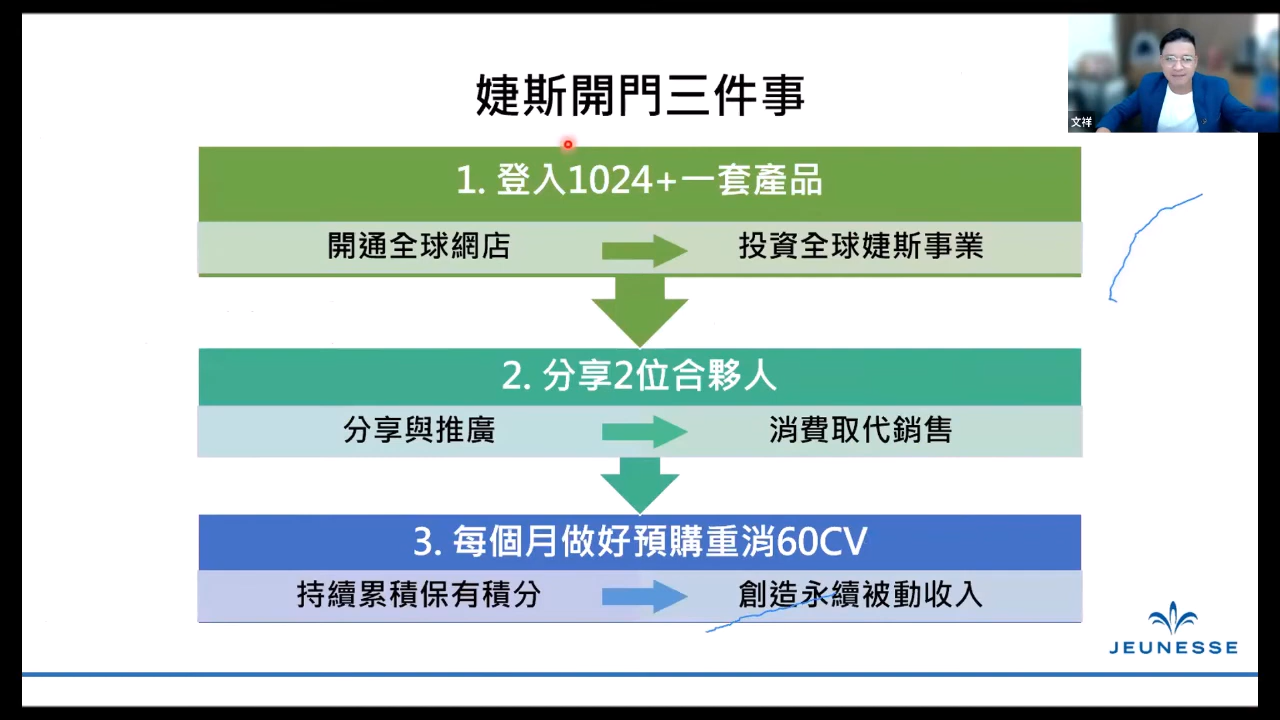 婕斯開門三件事
文祥
1. 登入1024+一套產品
開通全球網店
投資全球婕斯事業
2. 分享2位合夥人
分享與推廣
消費取代銷售
3. 每個月做好預購重消60CV
持續累積保有積分
創造永續被動收入
JEUNESSE